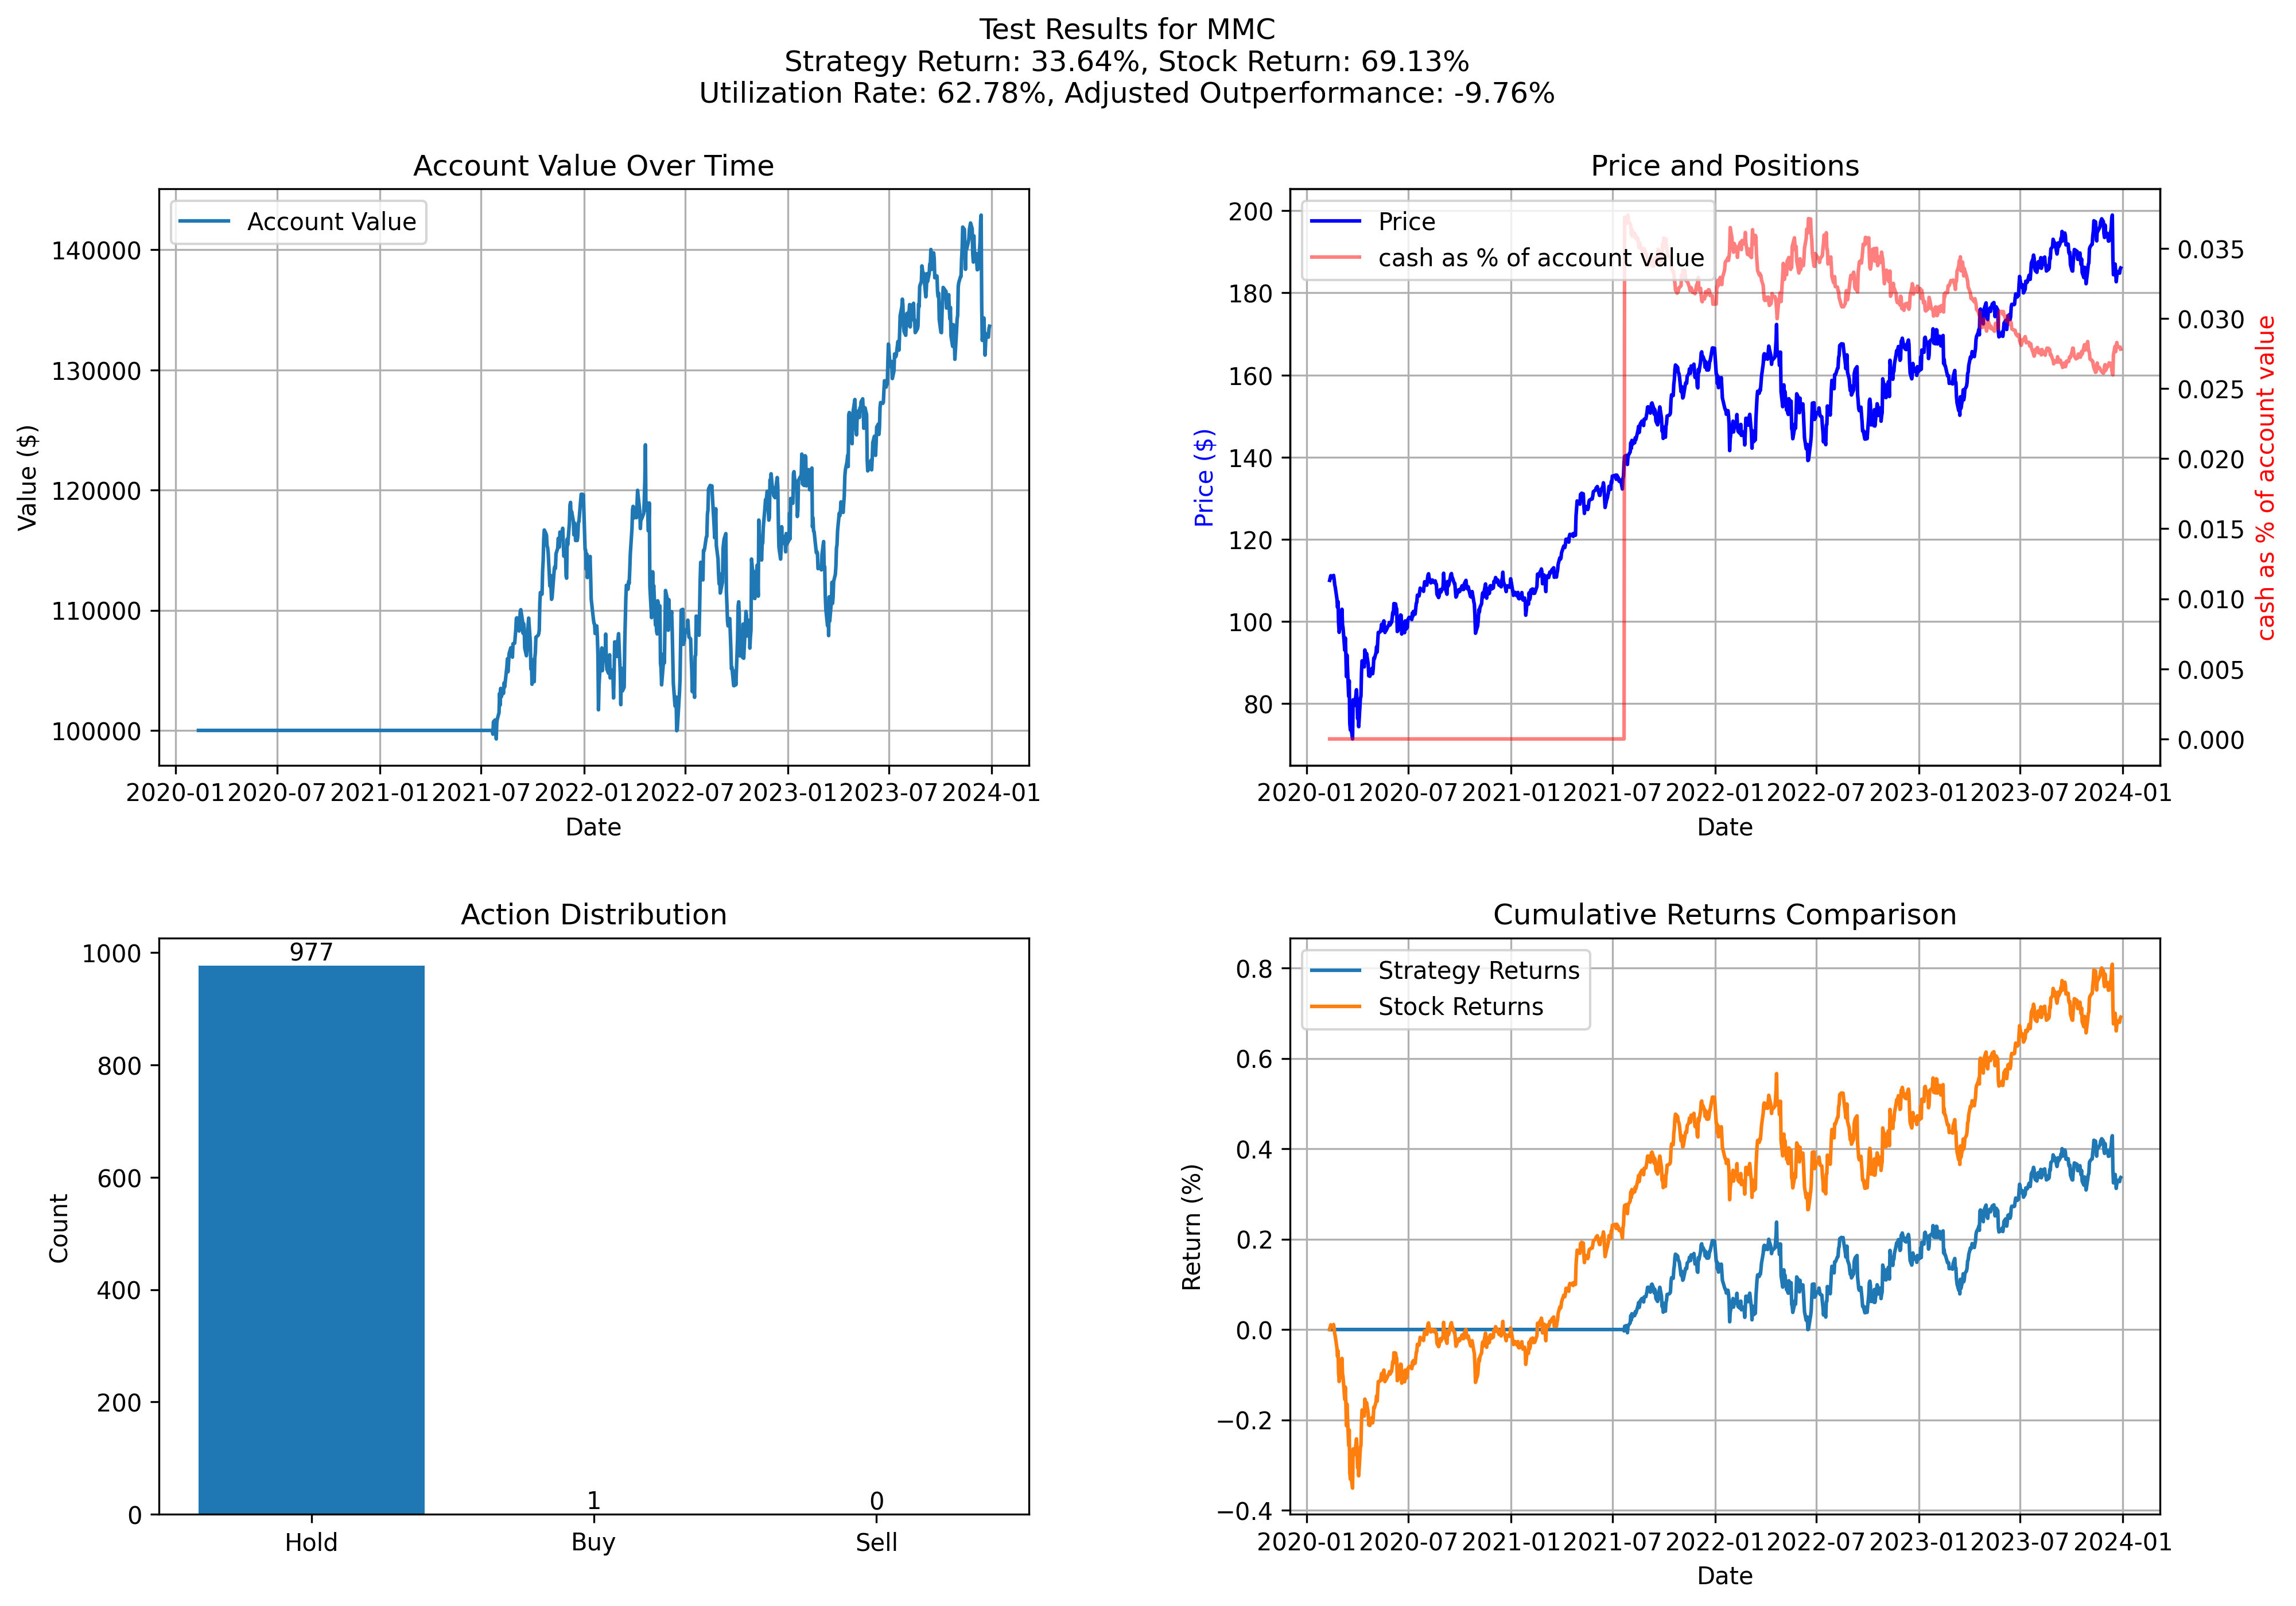 Test Results for MMC
Strategy Return: 33.64%, Stock Return: 69.13%
Utilization Rate: 62.78%, Adjusted Outperformance: -9.76%
Account Value Over Time
Account Value
Value ($)
140000
130000
120000
110000
100000
2020-01 2020-07 2021-01 2021-07 2022-01 2022-07 2023-01 2023-07 2024-01
Date
Price and Positions
Price
cash as % of account value
Price ($)
200
180
160
140
120
100
80
0.035
0.030
0.025
0.020
0.015
0.010
0.005
0.000
cash as % of account value
2020-01 2020-07 2021-01 2021-07 2022-01 2022-07 2023-01 2023-07 2024-01
Date
Action Distribution
Count
1000
800
600
400
200
0
977
1
0
Hold Buy Sell
Cumulative Returns Comparison
Strategy Returns
Stock Returns
Return (%)
0.8
0.6
0.4
0.2
0.0
−0.2
−0.4
2020-01 2020-07 2021-01 2021-07 2022-01 2022-07 2023-01 2023-07 2024-01
Date